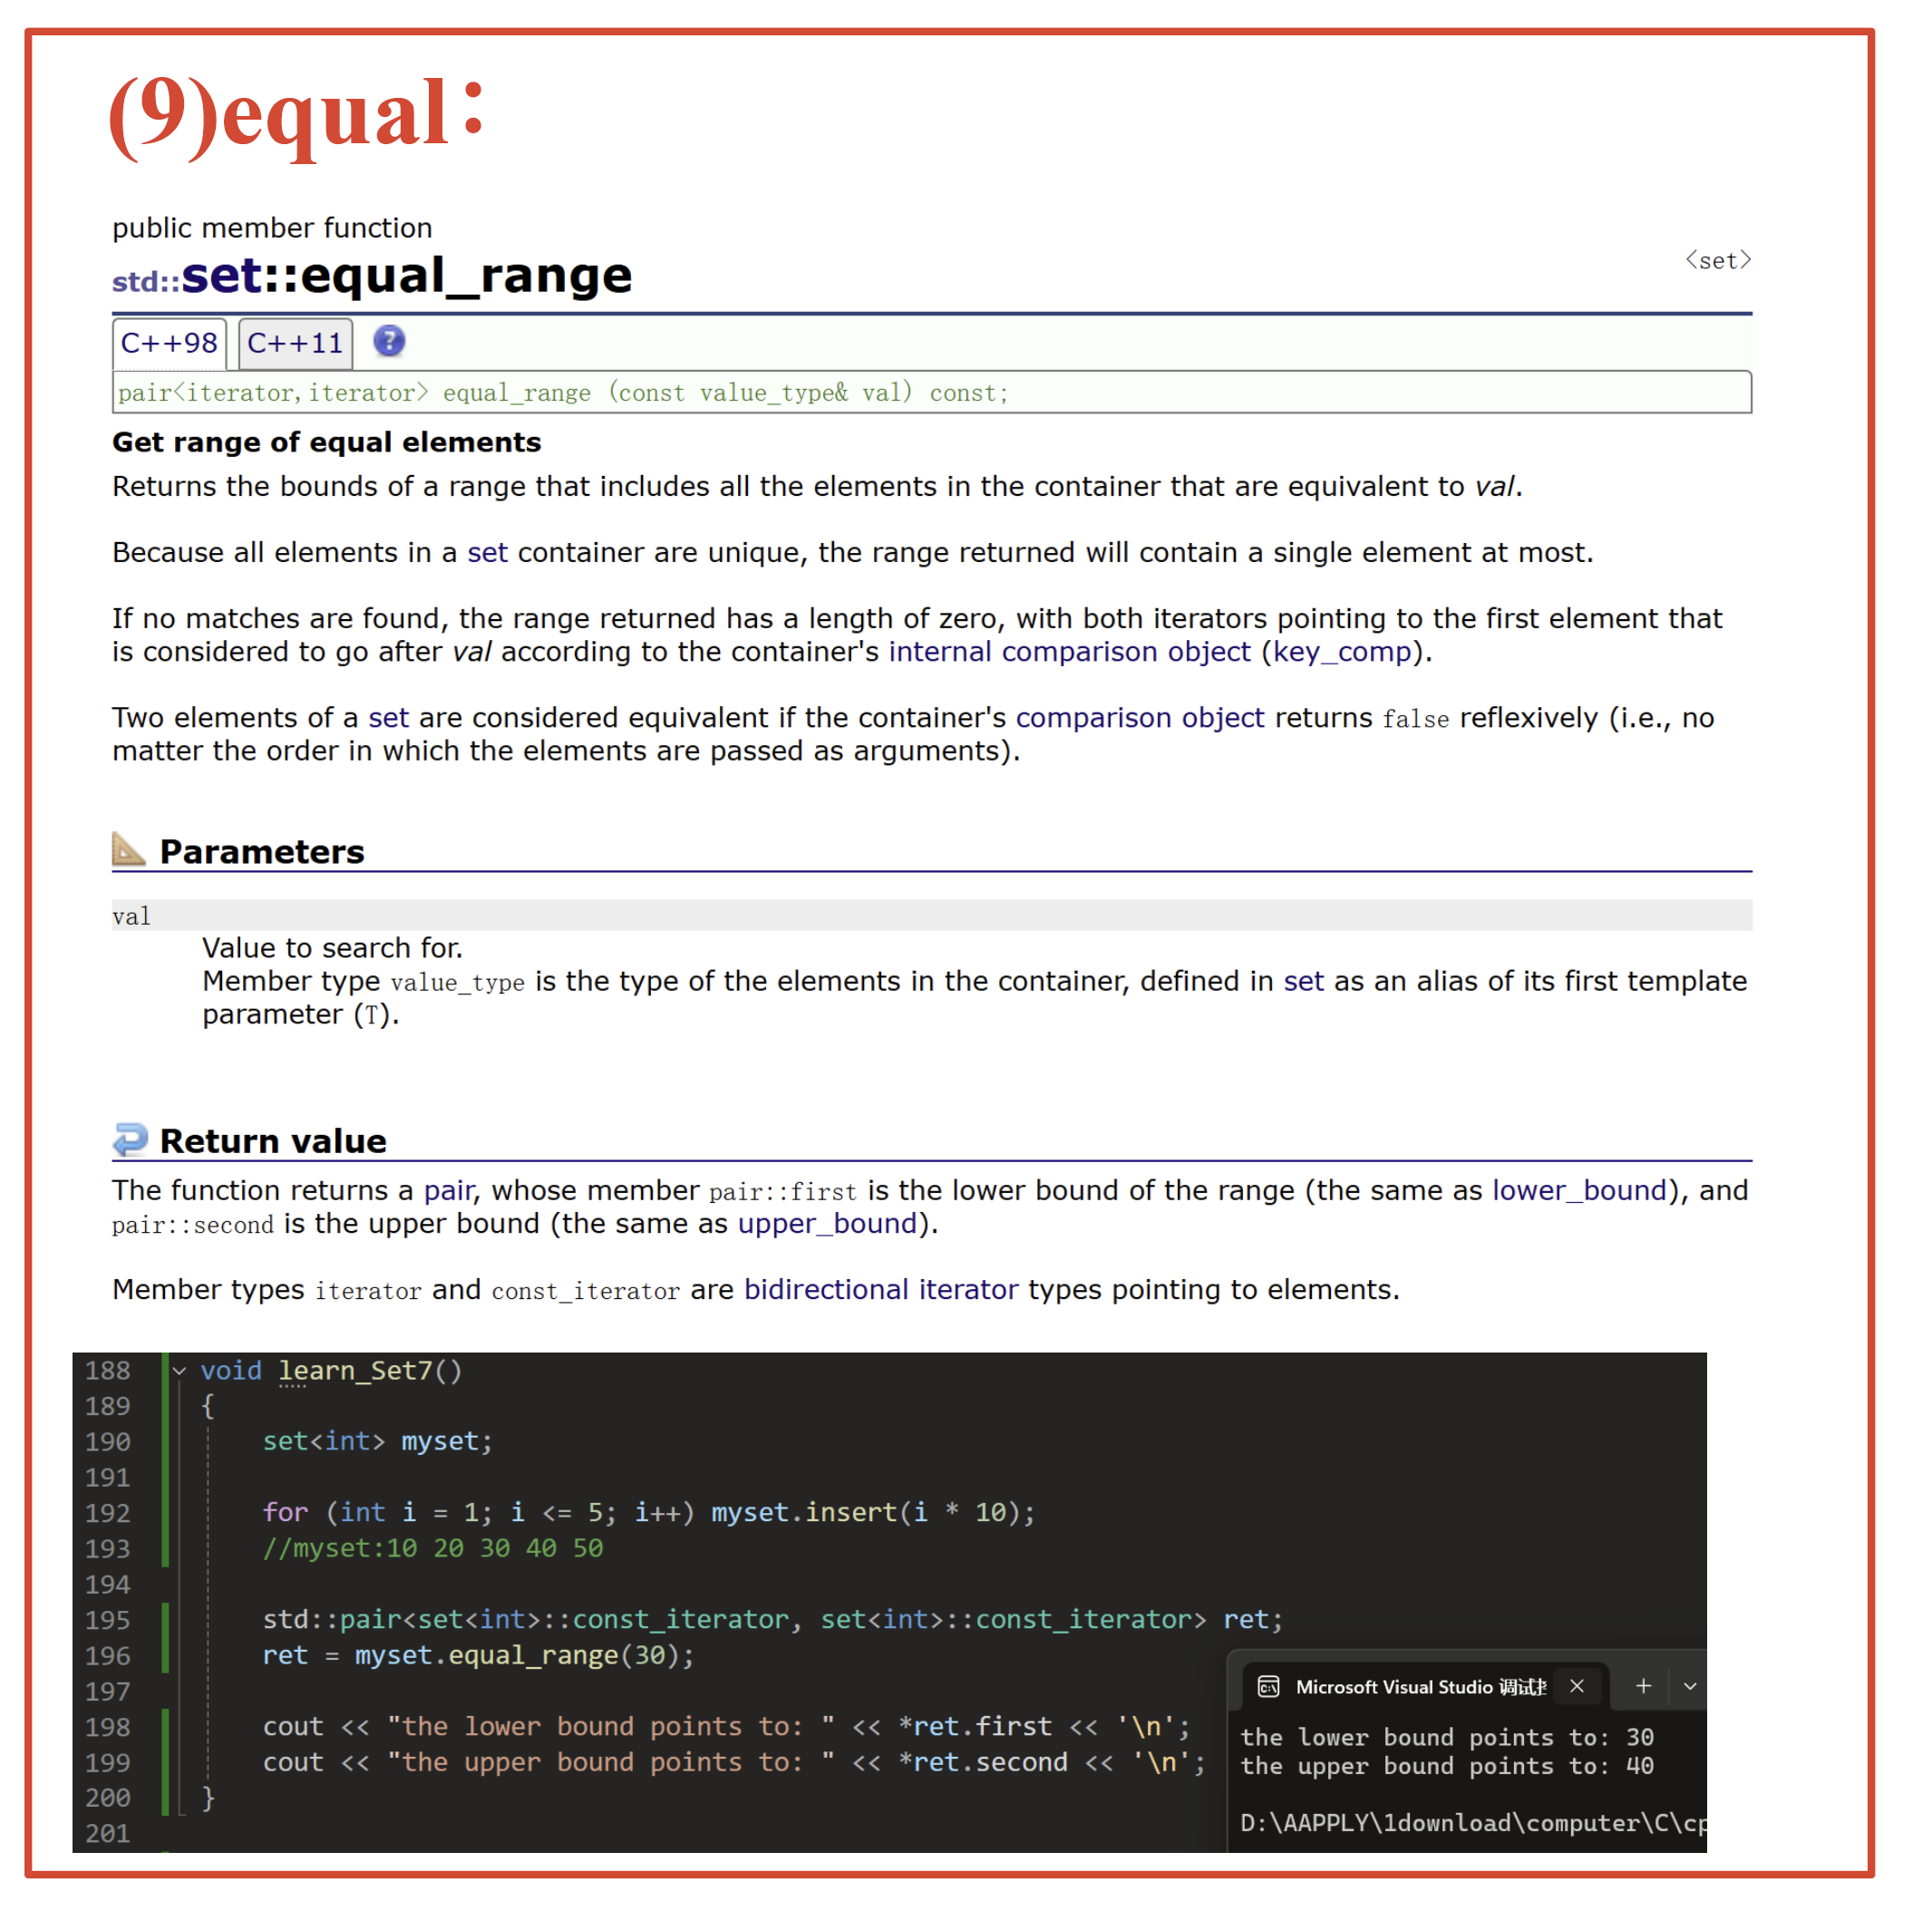 (9)equal：
public member function
<set>
std::set::equal_range
C++98 C++11 ?
pair<iterator,iterator> equal_range (const value_type& val) const;
Get range of equal elements
Returns the bounds of a range that includes all the elements in the container that are equivalent to val.
Because all elements in a set container are unique, the range returned will contain a single element at most.
If no matches are found, the range returned has a length of zero, with both iterators pointing to the first element that
is considered to go after val according to the container's internal comparison object (key_comp).
Two elements of a set are considered equivalent if the container's comparison object returns false reflexively (i.e., no
matter the order in which the elements are passed as arguments).
Parameters
val
Value to search for.
Member type value_type is the type of the elements in the container, defined in set as an alias of its first template
parameter (T).
Return value
The function returns a pair, whose member pair::first is the lower bound of the range (the same as lower_bound), and
pair::second is the upper bound (the same as upper_bound).
Member types iterator and const_iterator are bidirectional iterator types pointing to elements.
188 void learn_Set7()
189 {
190 set<int> myset;
191
192 for (int i = 1; i <= 5; i++) myset.insert(i * 10);
193 //myset:10 20 30 40 50
194
195 std::pair<set<int>::const_iterator, set<int>::const_iterator> ret;
196 ret = myset.equal_range(30);
197
198 cout << "the lower bound points to: " << *ret.first << '\n';
199 cout << "the upper bound points to: " << *ret.second << '\n';
200 }
201
Microsoft Visual Studio 调试
the lower bound points to: 30
the upper bound points to: 40
D:\AAPPLY\1download\computer\C\cp